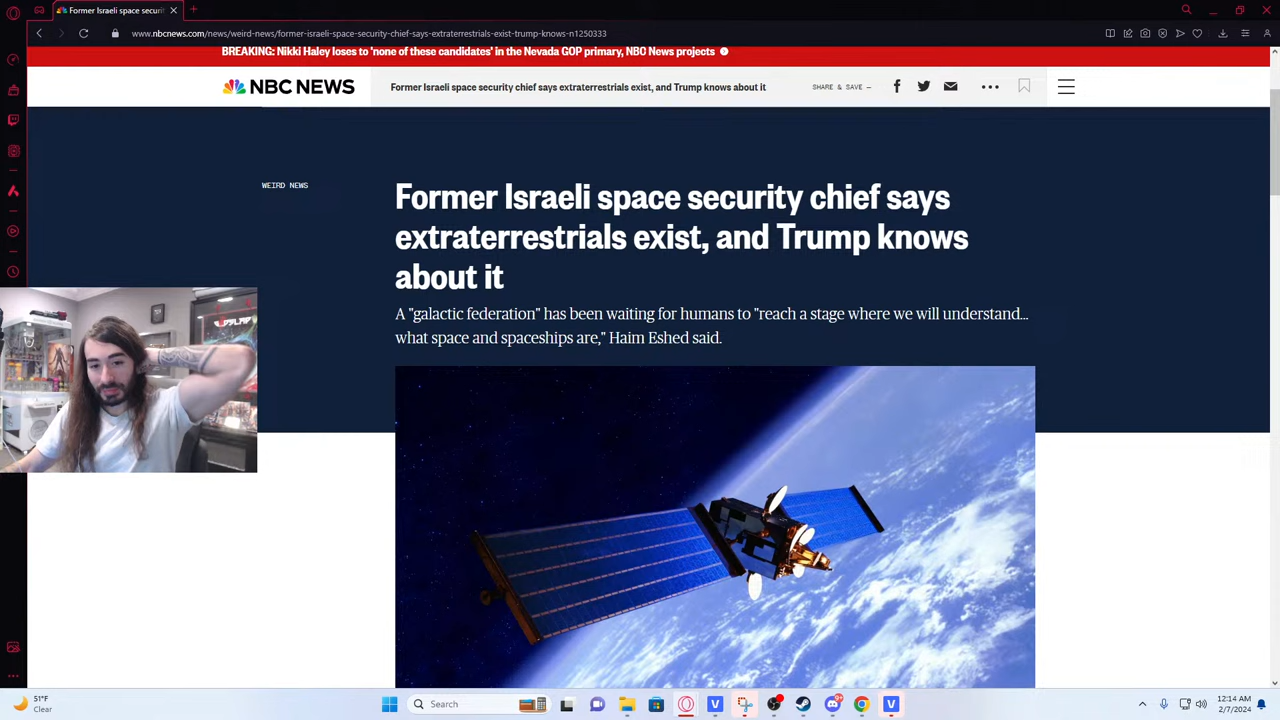 Former Israeli space securit
www.nbcnews.com/news/weird-news/former-israeli-space-security-chief-says-extraterrestrials-exist-trump-knows-n1250333
BREAKING: Nikki Haley loses to 'none of these candidates' in the Nevada GOP primary, NBC News projects
NBC NEWS
Former Israeli space security chief says extraterrestrials exist, and Trump knows about it
SHARE & SAVE —
WEIRD NEWS
Former Israeli space security chief says
extraterrestrials exist, and Trump knows
about it
A "galactic federation" has been waiting for humans to "reach a stage where we will understand...
what space and spaceships are," Haim Eshed said.
51°F
Clear
Search
12:14 AM
2/7/2024